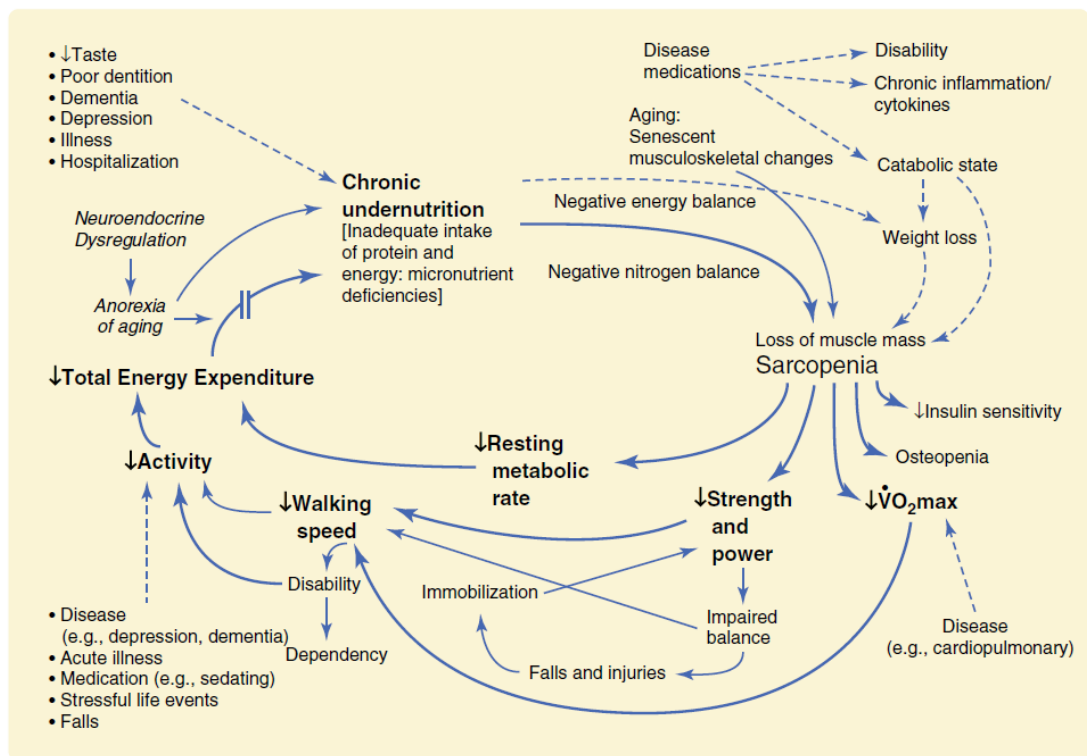 • ↓Taste
• Poor dentition
• Dementia
• Depression
• Illness
• Hospitalization
Disease
medications
Disability
Chronic inflammation/
cytokines
Aging:
Senescent
musculoskeletal changes
Catabolic state
Weight loss
Neuroendocrine
Dysregulation
Anorexia
of aging
Chronic
undernutrition
[Inadequate intake
of protein and
energy: micronutrient
deficiencies]
Negative energy balance
Negative nitrogen balance
Loss of muscle mass
Sarcopenia
↓Total Energy Expenditure
↓Insulin sensitivity
Osteopenia
↓Resting
metabolic
rate
↓Activity
↓Walking
speed
↓Strength
and
power
↓V̇O₂max
Disability
Dependency
Immobilization
Impaired
balance
Falls and injuries
Disease
(e.g., cardiopulmonary)
• Disease
(e.g., depression, dementia)
• Acute illness
• Medication (e.g., sedating)
• Stressful life events
• Falls